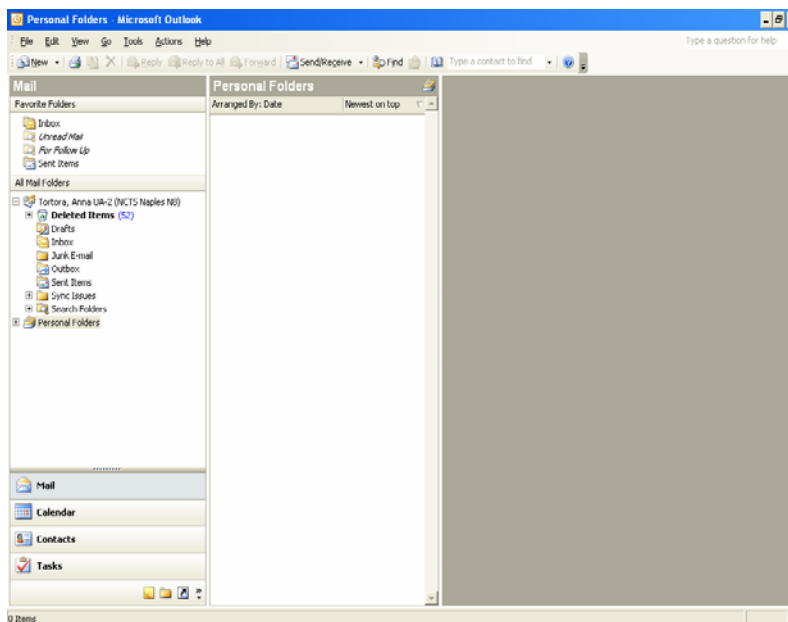 Personal Folders - Microsoft Outlook
File Edit View Go Tools Actions Help Type a question for help
New Reply Reply to All Forward Send/Receive Find Type a contact to find
Mail
Favorite Folders
Inbox
Unread Mail
For Follow Up
Sent Items
All Mail Folders
Tortora, Anna UA-2 (NCTS Naples N8)
Deleted Items (52)
Drafts
Inbox
Junk E-mail
Outbox
Sent Items
Sync Issues
Search Folders
Personal Folders
Mail
Calendar
Contacts
Tasks
Personal Folders
Arranged By: Date Newest on top
0 Items